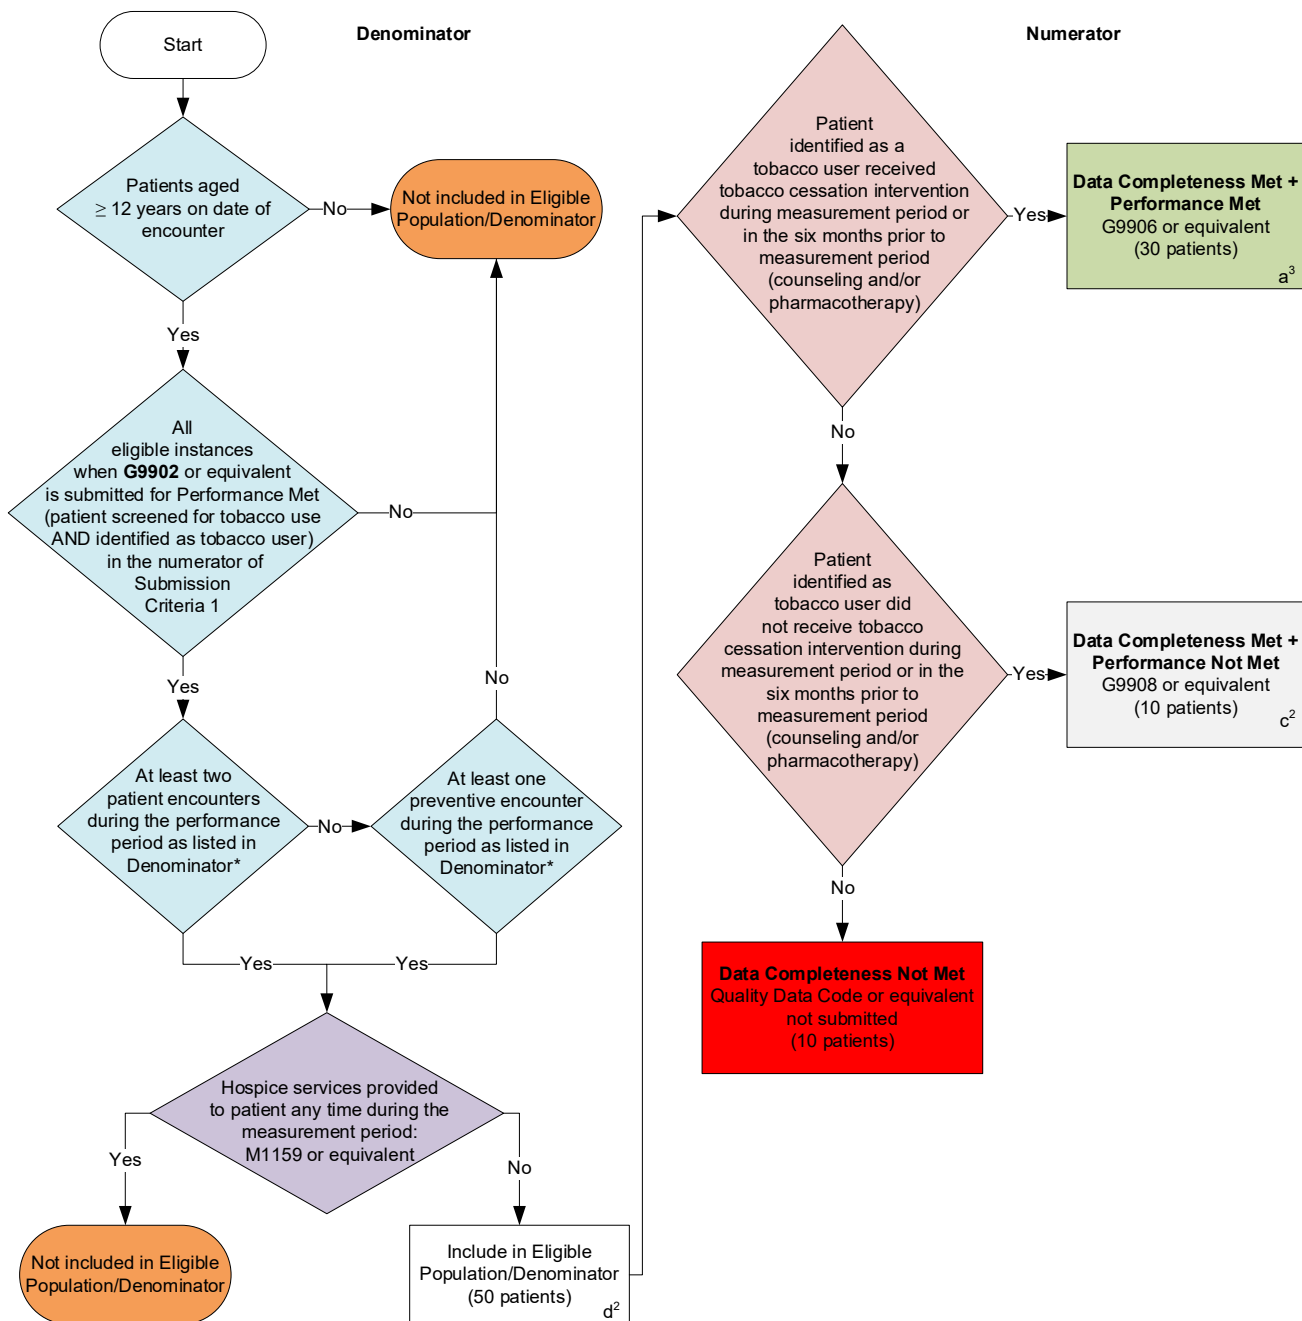 Start
Denominator
Patients aged
≥ 12 years on date of
encounter
No
Not included in Eligible
Population/Denominator
Yes
All
eligible instances
when G9902 or equivalent
is submitted for Performance Met
(patient screened for tobacco use
AND identified as tobacco user)
in the numerator of
Submission
Criteria 1
No
Yes
No
At least two
patient encounters
during the performance
period as listed in
Denominator*
No
At least one
preventive encounter
during the performance
period as listed in
Denominator*
Yes
Yes
Hospice services provided
to patient any time during the
measurement period:
M1159 or equivalent
Yes
No
Not included in Eligible
Population/Denominator
Include in Eligible
Population/Denominator
(50 patients)
d²
Numerator
Patient
identified as a
tobacco user received
tobacco cessation intervention
during measurement period or
in the six months prior to
measurement period
(counseling and/or
pharmacotherapy)
Yes
Data Completeness Met +
Performance Met
G9906 or equivalent
(30 patients)
a³
No
Patient
identified as
tobacco user did
not receive tobacco
cessation intervention during
measurement period or in the
six months prior to
measurement period
(counseling and/or
pharmacotherapy)
Yes
Data Completeness Met +
Performance Not Met
G9908 or equivalent
(10 patients)
c²
No
Data Completeness Not Met
Quality Data Code or equivalent
not submitted
(10 patients)